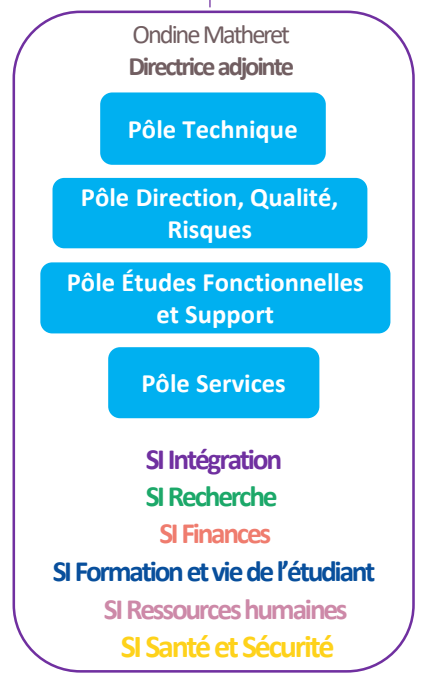 Ondine Matheret
Directrice adjointe
Pôle Technique
Pôle Direction, Qualité,
Risques
Pôle Études Fonctionnelles
et Support
Pôle Services
SI Intégration
SI Recherche
SI Finances
SI Formation et vie de l’étudiant
SI Ressources humaines
SI Santé et Sécurité